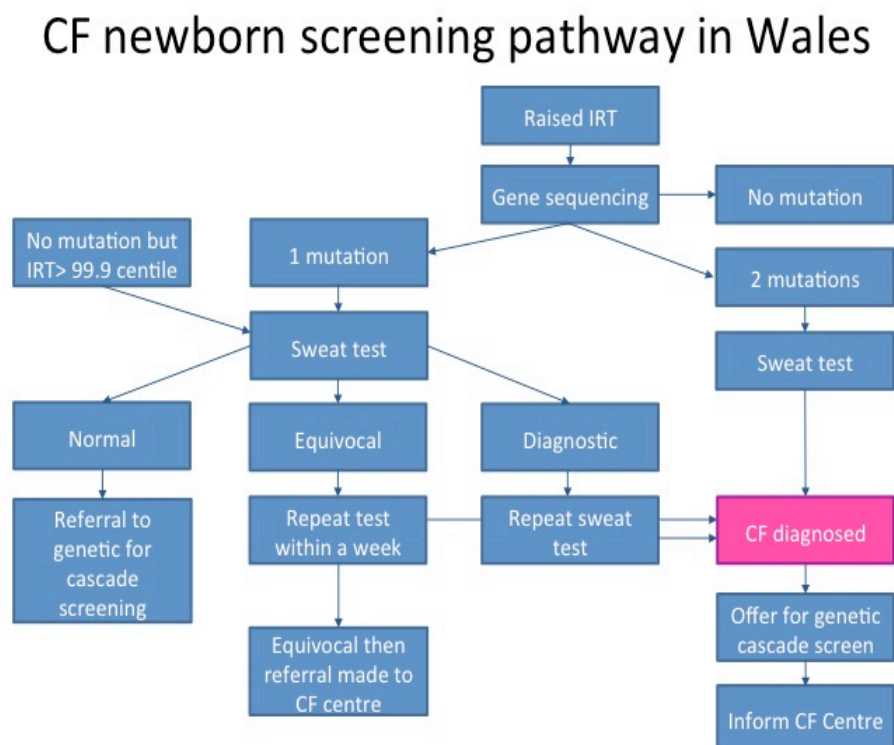 CF newborn screening pathway in Wales
Raised IRT
Gene sequencing
No mutation
No mutation but
IRT> 99.9 centile
1 mutation
2 mutations
Sweat test
Sweat test
Normal
Equivocal
Diagnostic
Referral to
genetic for
cascade
screening
Repeat test
within a week
Repeat sweat
test
CF diagnosed
Equivocal then
referral made to
CF centre
Offer for genetic
cascade screen
Inform CF Centre